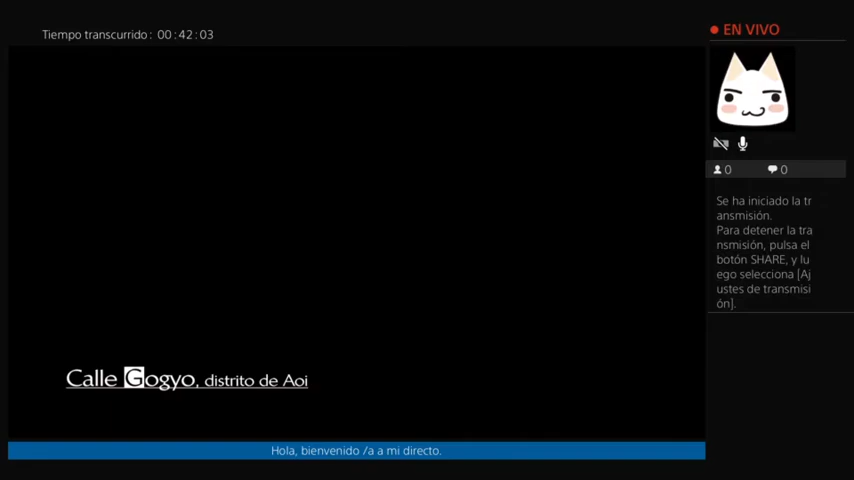 Tiempo transcurrido: 00:42:03
EN VIVO
0
0
Se ha iniciado la tr
ansmisión.
Para detener la tra
nsmisión, pulsa el
botón SHARE, y lu
ego selecciona [Aj
ustes de transmisi
ón].
Calle Gogyo, distrito de Aoi
Hola, bienvenido /a a mi directo.